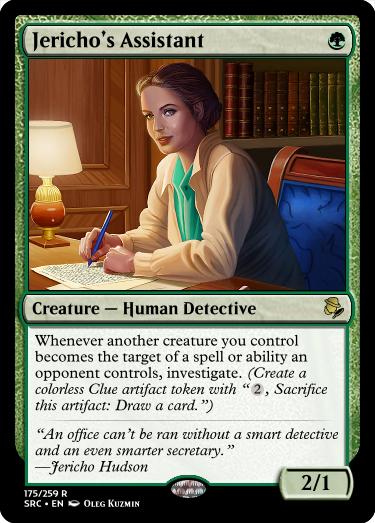 Jericho's Assistant
Creature — Human Detective
Whenever another creature you control
becomes the target of a spell or ability an
opponent controls, investigate. (Create a
colorless Clue artifact token with “2, Sacrifice
this artifact: Draw a card.”)
“An office can't be ran without a smart detective
and an even smarter secretary.”
—Jericho Hudson
2/1
175/259 R
SRC • EN Oleg Kuzmin